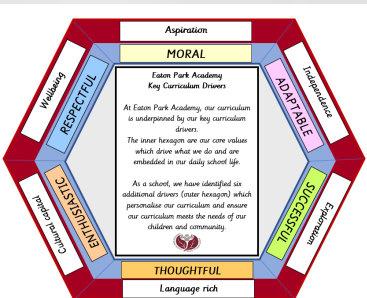 Aspiration
MORAL
Wellbeing
RESPECTFUL
ADAPTABLE
Independence
Eaton Park Academy
Key Curriculum Drivers
At Eaton Park Academy, our curriculum
is underpinned by our key curriculum
drivers.
The inner hexagon are our core values
which drive what we do and are
embedded in our daily school life.
As a school, we have identified six
additional drivers (outer hexagon) which
personalise our curriculum and ensure
our curriculum meets the needs of our
children and community.
Cultural capital
ENTHUSIASTIC
SUCCESSFUL
Exploration
THOUGHTFUL
Language rich